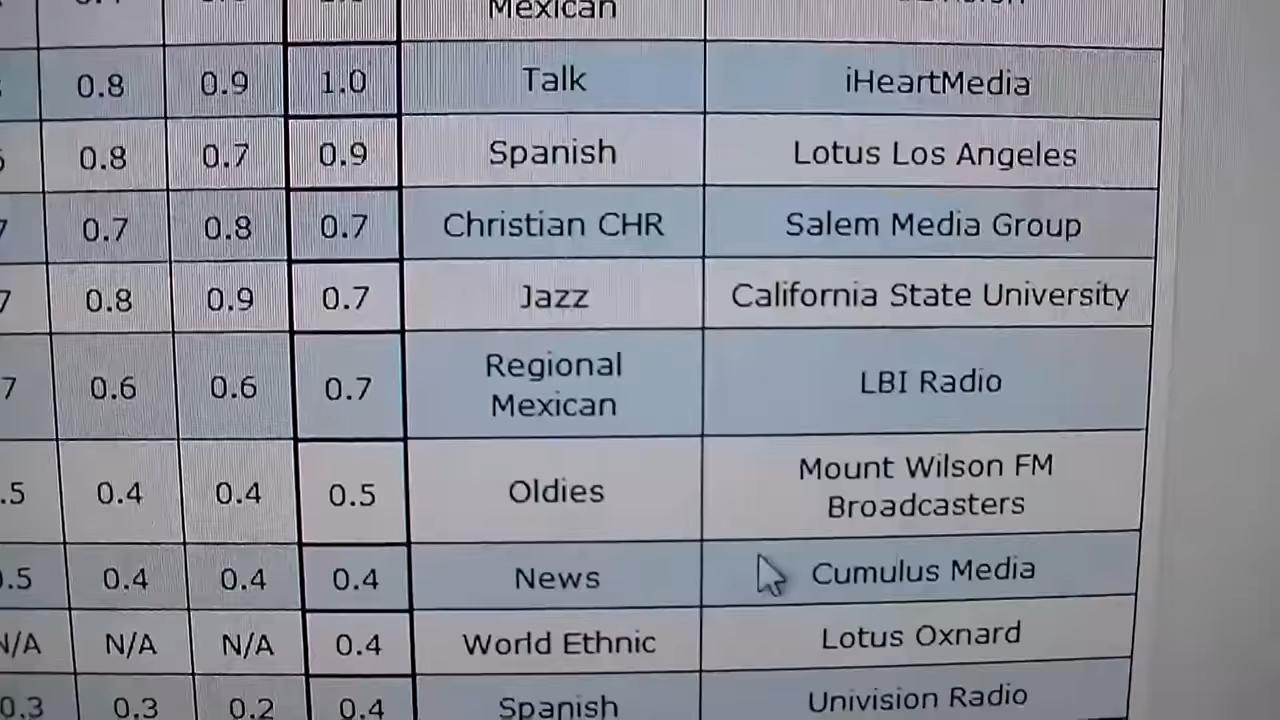 Mexican
0.8 0.9 1.0 Talk iHeartMedia
0.8 0.7 0.9 Spanish Lotus Los Angeles
0.7 0.8 0.7 Christian CHR Salem Media Group
0.8 0.9 0.7 Jazz California State University
7 0.6 0.6 0.7 Regional Mexican LBI Radio
.5 0.4 0.4 0.5 Oldies Mount Wilson FM Broadcasters
0.5 0.4 0.4 0.4 News Cumulus Media
N/A N/A N/A 0.4 World Ethnic Lotus Oxnard
0.3 0.3 0.2 0.4 Spanish Univision Radio